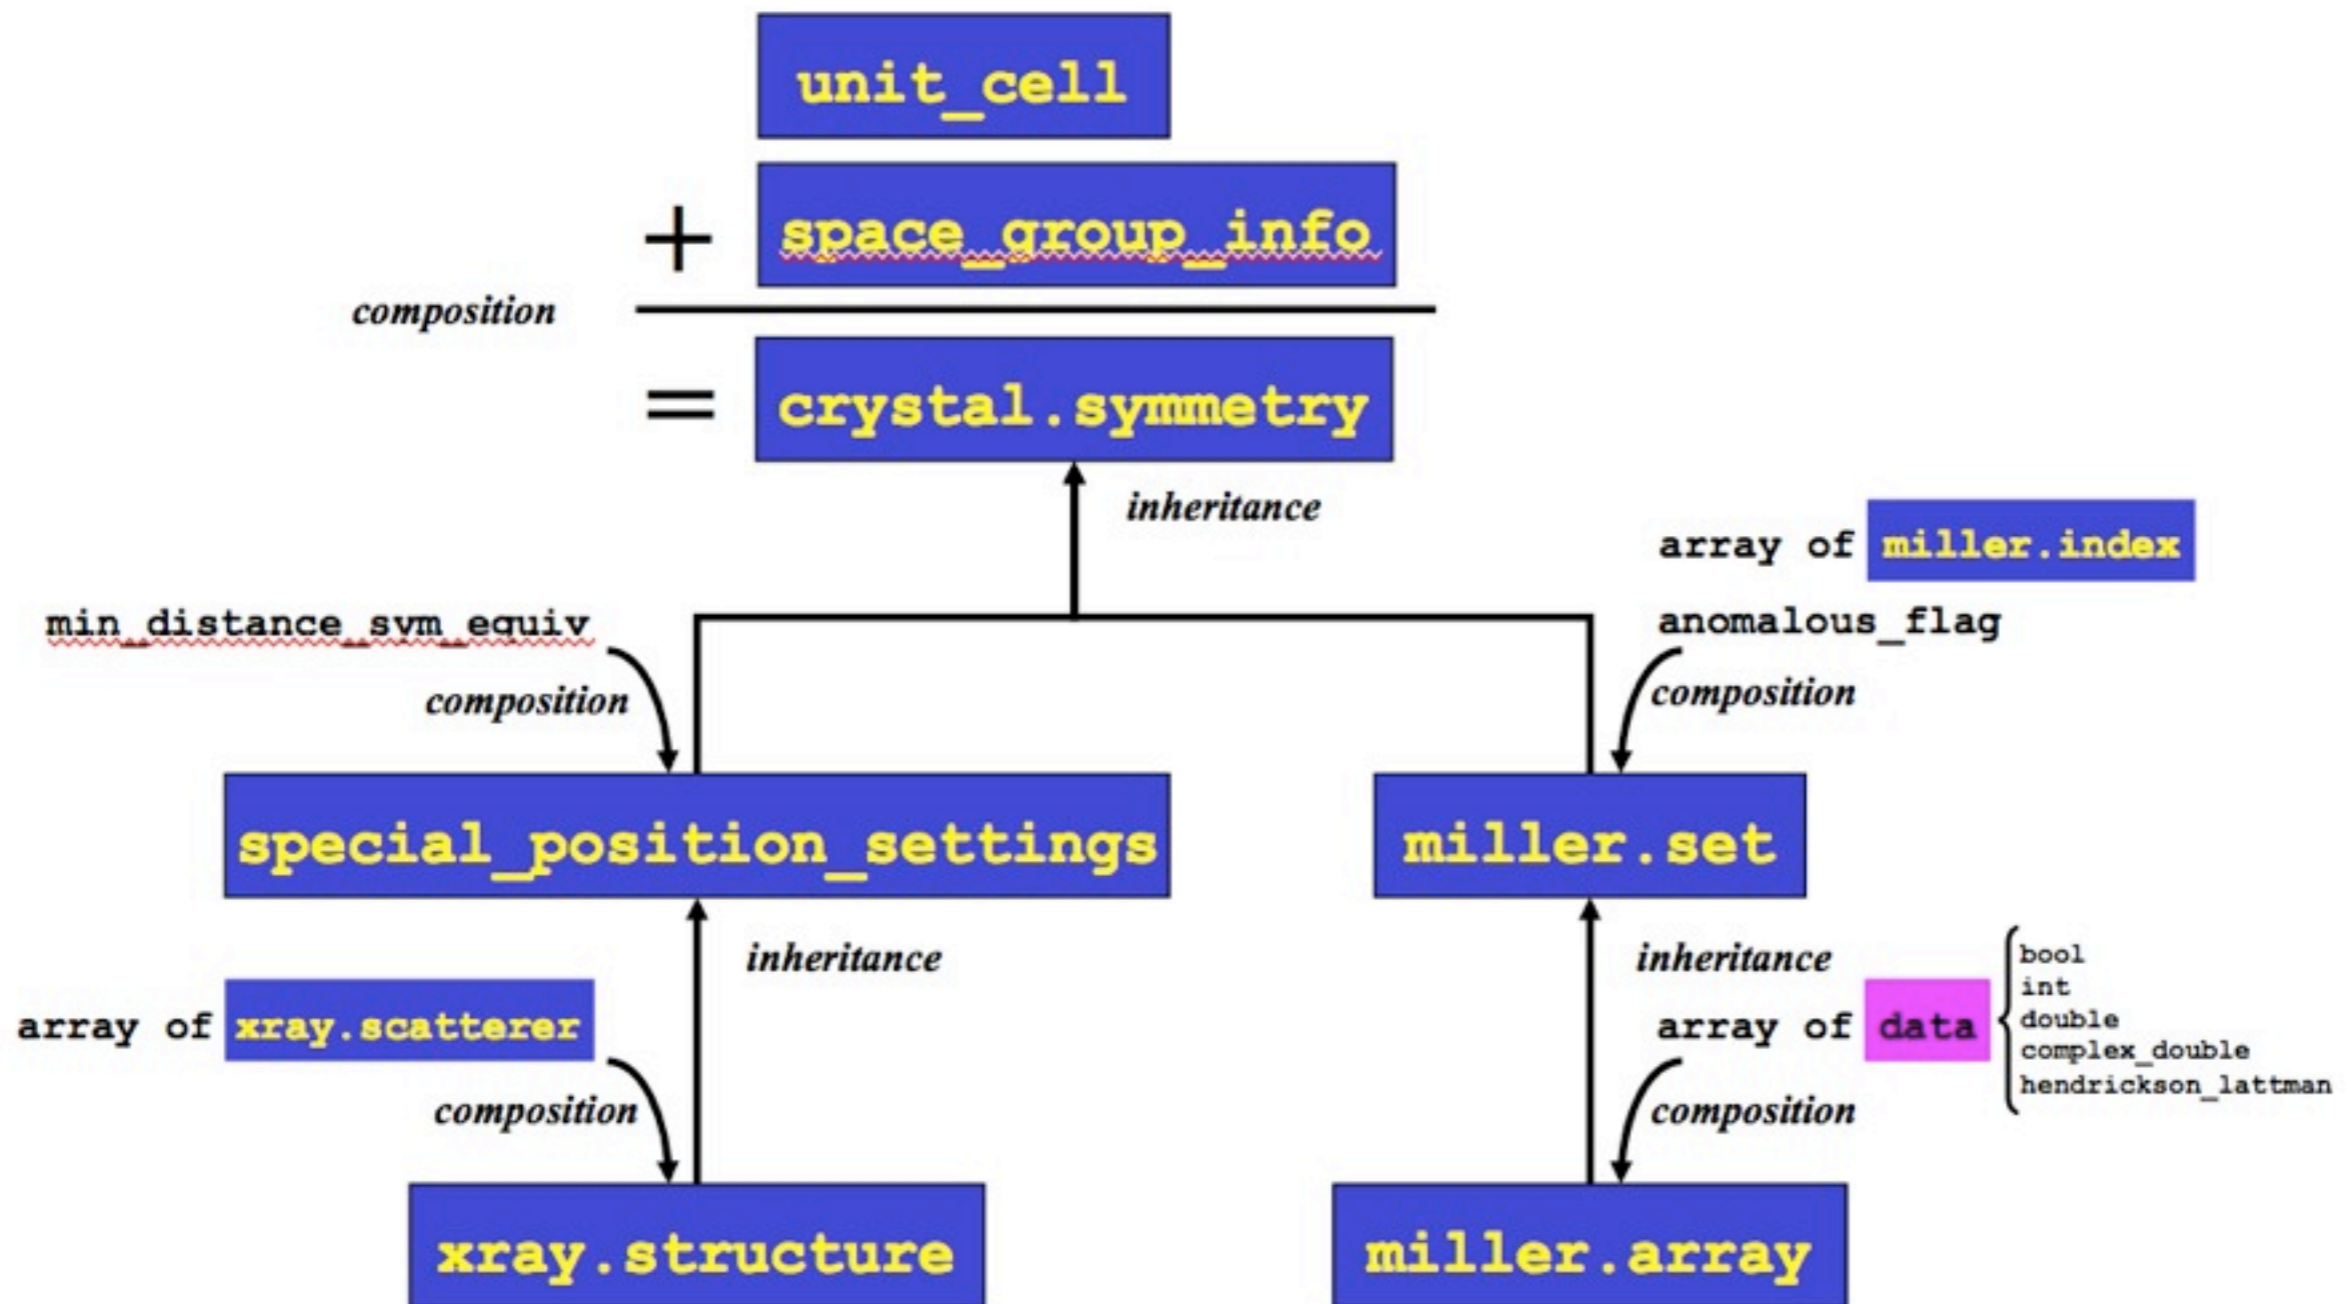 unit_cell
+ space_group_info
composition
= crystal.symmetry
inheritance
array of miller.index
min_distance_sym_equiv
anomalous_flag
composition
composition
special_position_settings
miller.set
inheritance
inheritance
array of xray.scatterer
array of data
bool
int
double
complex_double
hendrickson_lattman
composition
composition
xray.structure
miller.array